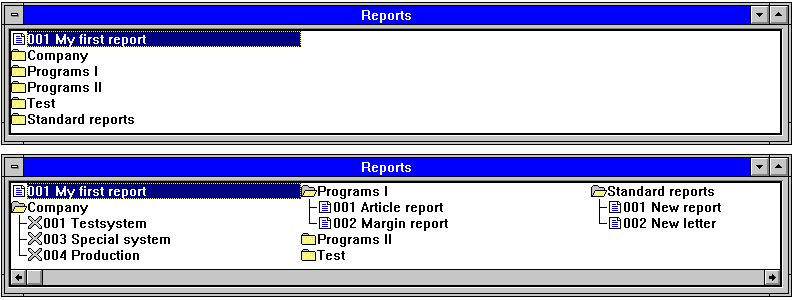 Reports
001 My first report
Company
Programs I
Programs II
Test
Standard reports
Reports
001 My first report
Company
001 Testsystem
003 Special system
004 Production
Programs I
001 Article report
002 Margin report
Programs II
Test
Standard reports
001 New report
002 New letter